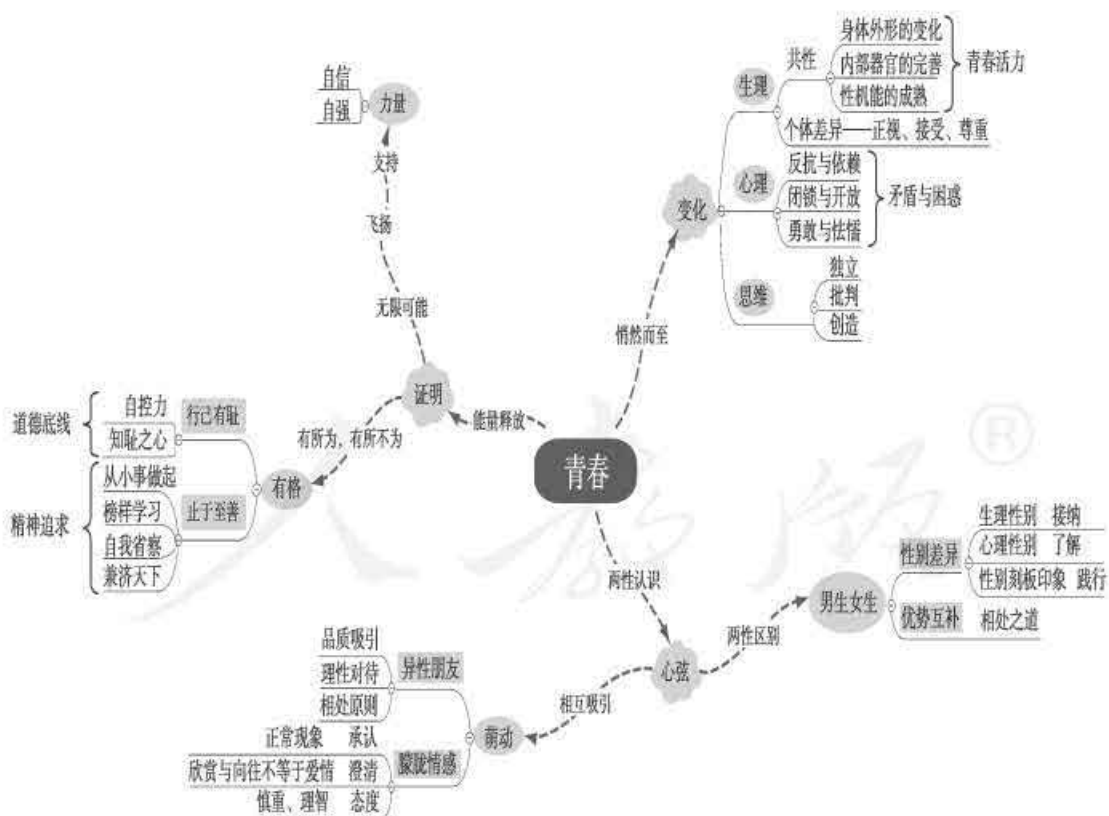 青春
悄然而至
变化
生理
共性
身体外形的变化
内部器官的完善
性机能的成熟
青春活力
个体差异——正视、接受、尊重
心理
反抗与依赖
闭锁与开放
勇敢与怯懦
矛盾与困惑
思维
独立
批判
创造
两性认识
心弦
两性区别
男生女生
性别差异
生理性别 接纳
心理性别 了解
性别刻板印象 践行
优势互补 相处之道
相互吸引
萌动
异性朋友
品质吸引
理性对待
相处原则
朦胧情感
正常现象 承认
欣赏与向往不等于爱情 澄清
慎重、理智 态度
能量释放
证明
无限可能
飞扬
支持
力量
自信
自强
有所为，有所不为
有格
行己有耻
自控力
知耻之心
道德底线
止于至善
从小事做起
榜样学习
自我省察
兼济天下
精神追求
人教版®